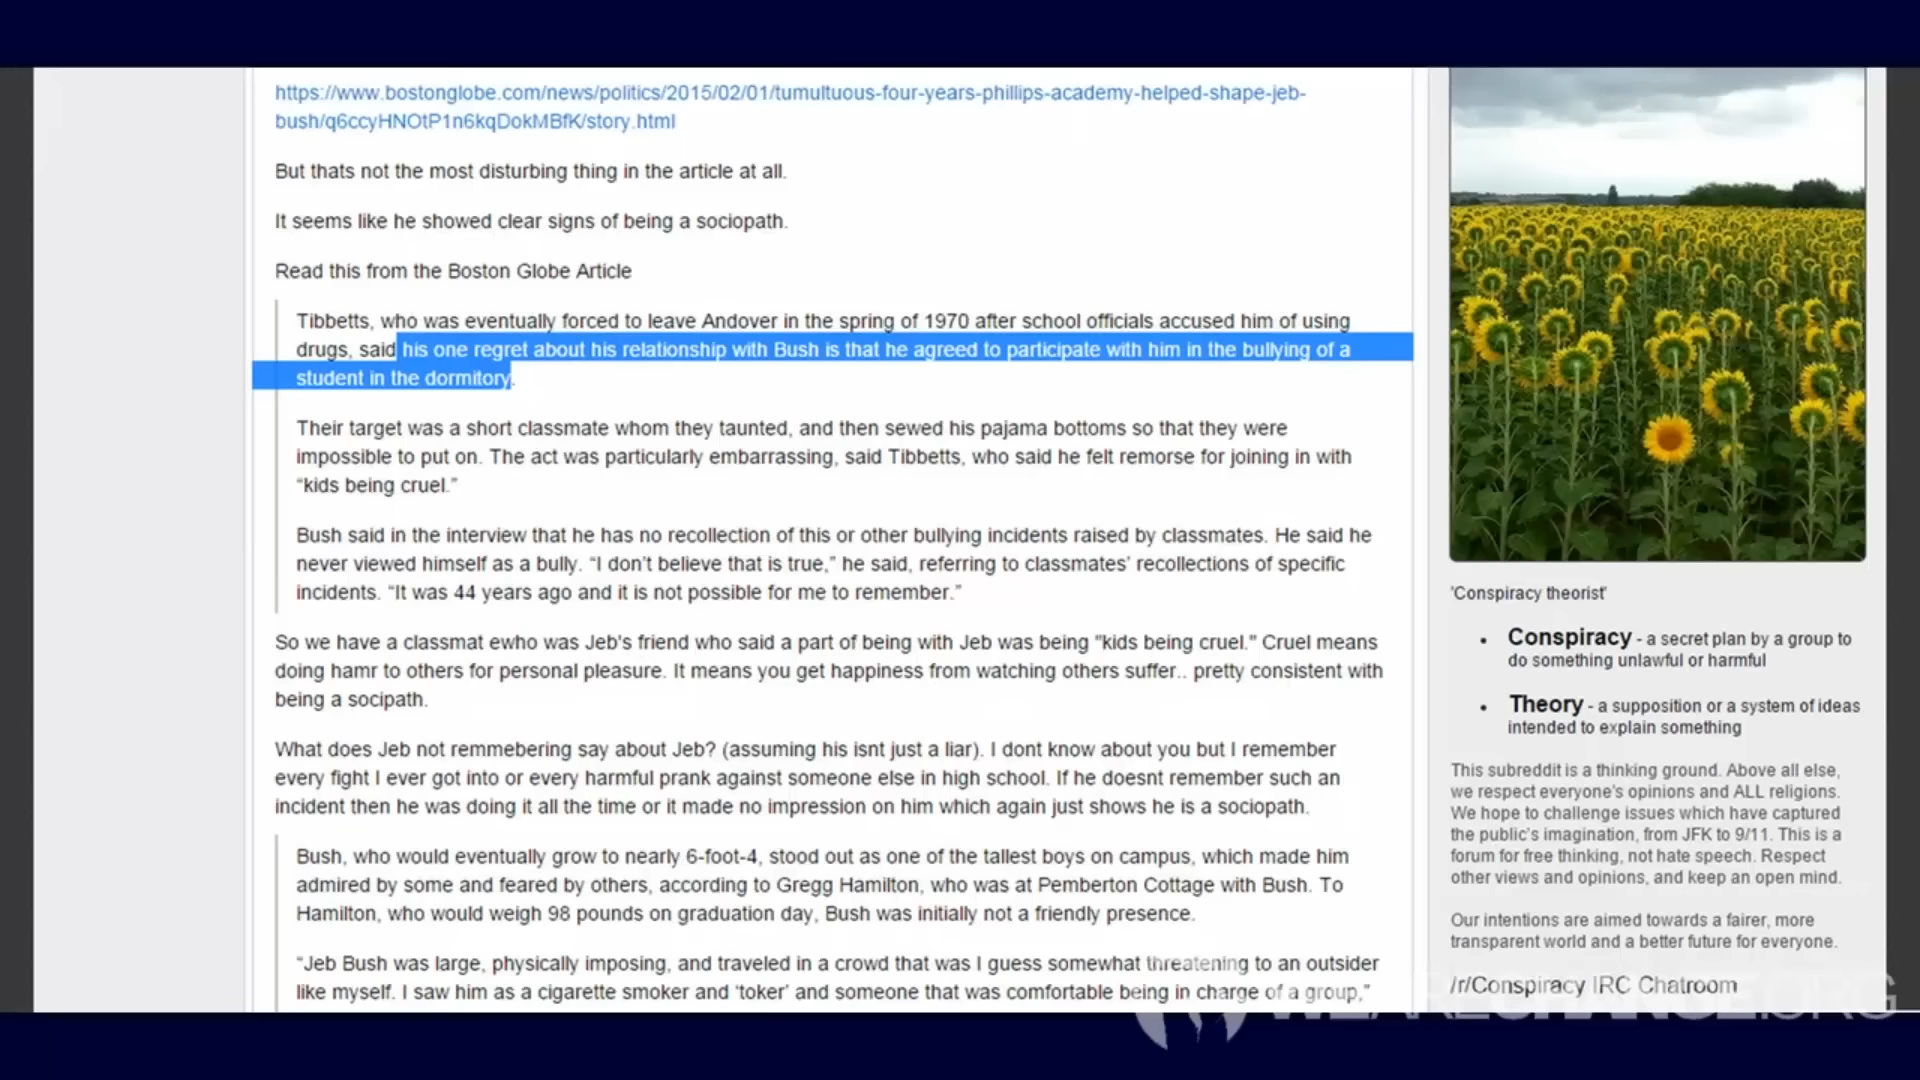 https://www.bostonglobe.com/news/politics/2015/02/01/tumultuous-four-years-phillips-academy-helped-shape-jeb-
bush/q6ccyHNOtP1n6kqDokMBfK/story.html
But thats not the most disturbing thing in the article at all.
It seems like he showed clear signs of being a sociopath.
Read this from the Boston Globe Article
Tibbetts, who was eventually forced to leave Andover in the spring of 1970 after school officials accused him of using
drugs, said his one regret about his relationship with Bush is that he agreed to participate with him in the bullying of a
student in the dormitory.
Their target was a short classmate whom they taunted, and then sewed his pajama bottoms so that they were
impossible to put on. The act was particularly embarrassing, said Tibbetts, who said he felt remorse for joining in with
“kids being cruel.”
Bush said in the interview that he has no recollection of this or other bullying incidents raised by classmates. He said he
never viewed himself as a bully. “I don’t believe that is true,” he said, referring to classmates’ recollections of specific
incidents. “It was 44 years ago and it is not possible for me to remember.”
So we have a classmat ewho was Jeb's friend who said a part of being with Jeb was being "kids being cruel." Cruel means
doing hamr to others for personal pleasure. It means you get happiness from watching others suffer.. pretty consistent with
being a socipath.
What does Jeb not remmebering say about Jeb? (assuming his isnt just a liar). I dont know about you but I remember
every fight I ever got into or every harmful prank against someone else in high school. If he doesnt remember such an
incident then he was doing it all the time or it made no impression on him which again just shows he is a sociopath.
Bush, who would eventually grow to nearly 6-foot-4, stood out as one of the tallest boys on campus, which made him
admired by some and feared by others, according to Gregg Hamilton, who was at Pemberton Cottage with Bush. To
Hamilton, who would weigh 98 pounds on graduation day, Bush was initially not a friendly presence.
“Jeb Bush was large, physically imposing, and traveled in a crowd that was I guess somewhat threatening to an outsider
like myself. I saw him as a cigarette smoker and ‘toker’ and someone that was comfortable being in charge of a group,”
'Conspiracy theorist'
• Conspiracy - a secret plan by a group to
do something unlawful or harmful
• Theory - a supposition or a system of ideas
intended to explain something
This subreddit is a thinking ground. Above all else,
we respect everyone's opinions and ALL religions.
We hope to challenge issues which have captured
the public’s imagination, from JFK to 9/11. This is a
forum for free thinking, not hate speech. Respect
other views and opinions, and keep an open mind.
Our intentions are aimed towards a fairer, more
transparent world and a better future for everyone.
/r/Conspiracy IRC Chatroom
WEARECHANGE.ORG